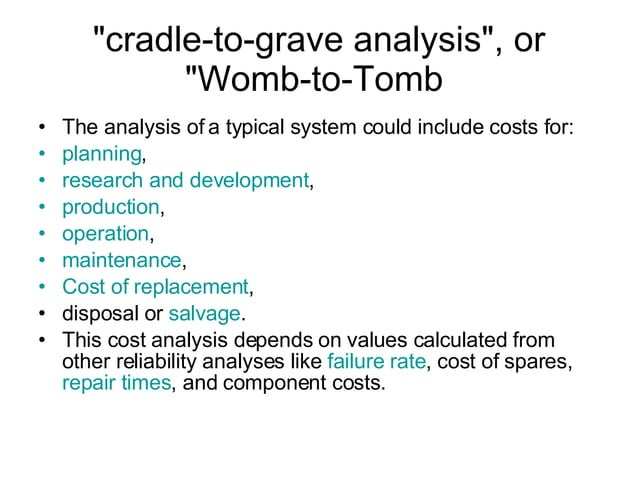 "cradle-to-grave analysis", or
"Womb-to-Tomb
• The analysis of a typical system could include costs for:
• planning,
• research and development,
• production,
• operation,
• maintenance,
• Cost of replacement,
• disposal or salvage.
• This cost analysis depends on values calculated from
other reliability analyses like failure rate, cost of spares,
repair times, and component costs.